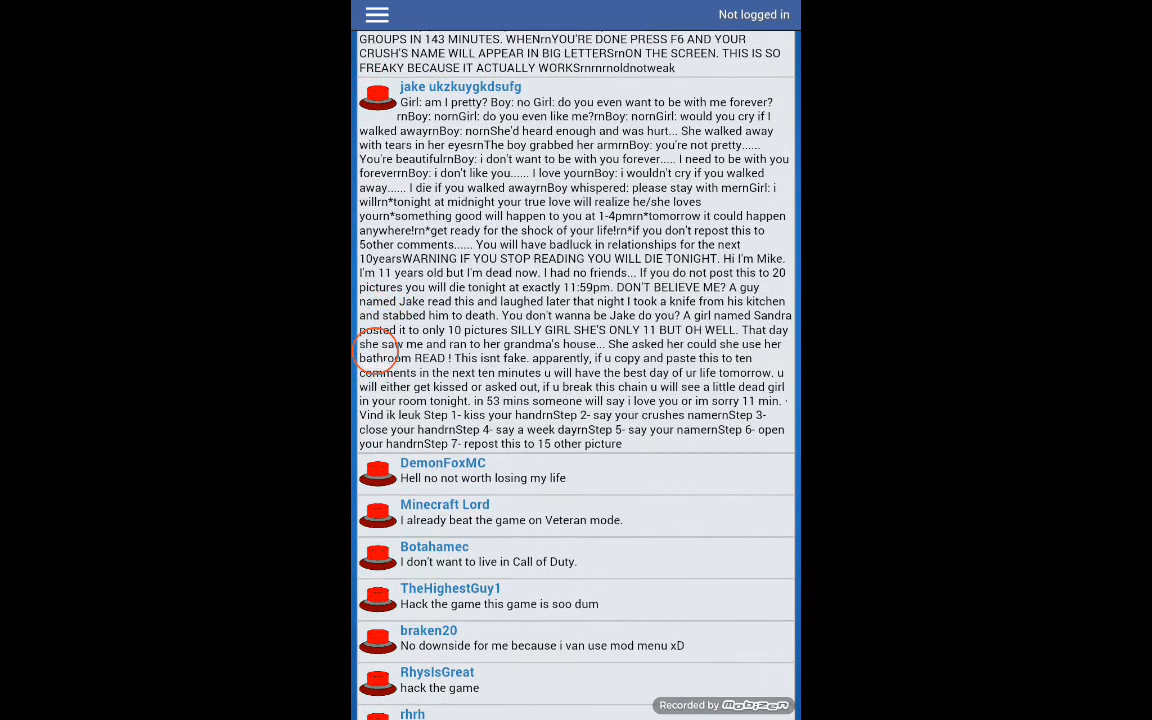 Not logged in
GROUPS IN 143 MINUTES. WHENrnYOU'RE DONE PRESS F6 AND YOUR
CRUSH'S NAME WILL APPEAR IN BIG LETTERSrnON THE SCREEN. THIS IS SO
FREAKY BECAUSE IT ACTUALLY WORKSrnrnrnoldnotweak
jake ukzkuygkdsufg
Girl: am I pretty? Boy: no Girl: do you even want to be with me forever?
rnBoy: nornGirl: do you even like me?rnBoy: nornGirl: would you cry if I
walked awayrnBoy: nornShe'd heard enough and was hurt... She walked away
with tears in her eyesrnThe boy grabbed her armrnBoy: you're not pretty......
You're beautifulrnBoy: i don't want to be with you forever..... I need to be with you
foreverrnBoy: i don't like you...... I love yournBoy: i wouldn't cry if you walked
away...... I die if you walked awayrnBoy whispered: please stay with mernGirl: i
willrn*tonight at midnight your true love will realize he/she loves
yourn*something good will happen to you at 1-4pmrn*tomorrow it could happen
anywhere!rn*get ready for the shock of your life!rn*if you don't repost this to
5other comments...... You will have badluck in relationships for the next
10yearsWARNING IF YOU STOP READING YOU WILL DIE TONIGHT. Hi I'm Mike.
I'm 11 years old but I'm dead now. I had no friends... If you do not post this to 20
pictures you will die tonight at exactly 11:59pm. DON'T BELIEVE ME? A guy
named Jake read this and laughed later that night I took a knife from his kitchen
and stabbed him to death. You don't wanna be Jake do you? A girl named Sandra
posted it to only 10 pictures SILLY GIRL SHE'S ONLY 11 BUT OH WELL. That day
she saw me and ran to her grandma's house... She asked her could she use her
bathroom READ ! This isnt fake. apparently, if u copy and paste this to ten
comments in the next ten minutes u will have the best day of ur life tomorrow. u
will either get kissed or asked out, if u break this chain u will see a little dead girl
in your room tonight. in 53 mins someone will say i love you or im sorry 11 min. ·
Vind ik leuk Step 1- kiss your handrnStep 2- say your crushes namernStep 3-
close your handrnStep 4- say a week dayrnStep 5- say your namernStep 6- open
your handrnStep 7- repost this to 15 other picture
DemonFoxMC
Hell no not worth losing my life
Minecraft Lord
I already beat the game on Veteran mode.
Botahamec
I don't want to live in Call of Duty.
TheHighestGuy1
Hack the game this game is soo dum
braken20
No downside for me because i van use mod menu xD
RhysIsGreat
hack the game
rhrh
Recorded by mobizen